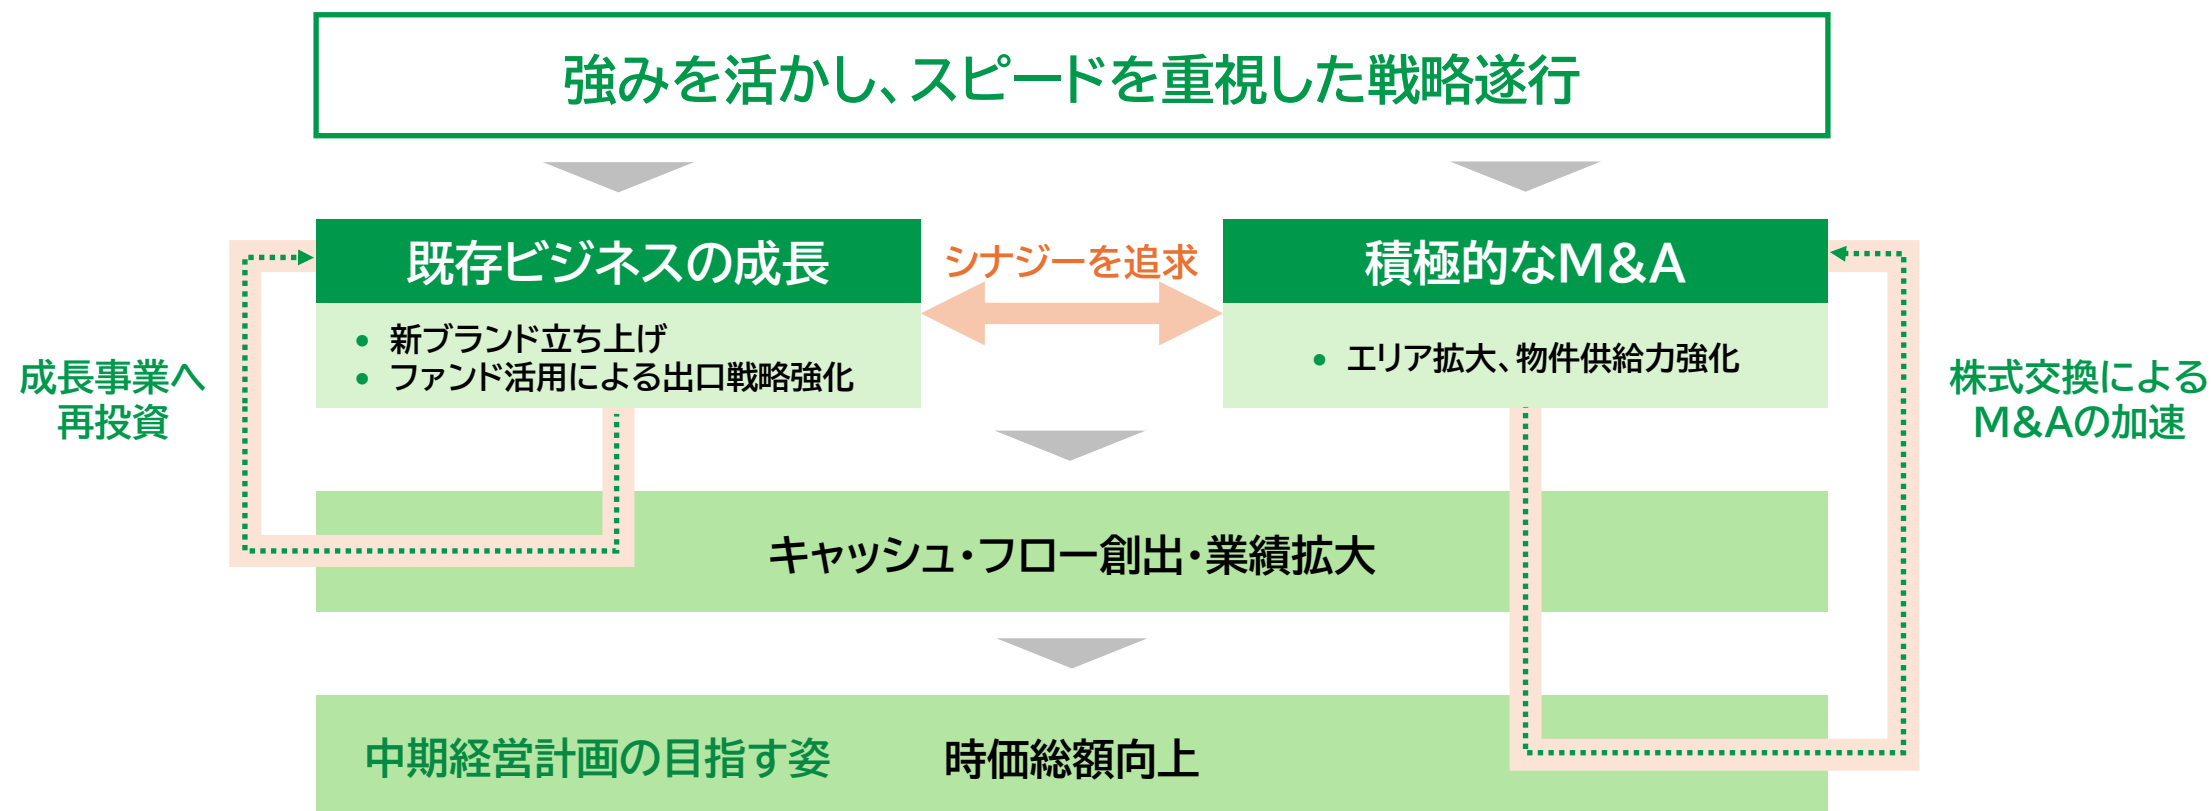 強みを活かし、スピードを重視した戦略遂行
既存ビジネスの成長
シナジーを追求
積極的なM&A
• 新ブランド立ち上げ
• ファンド活用による出口戦略強化
• エリア拡大、物件供給力強化
成長事業へ
再投資
株式交換による
M&Aの加速
キャッシュ・フロー創出・業績拡大
中期経営計画の目指す姿 時価総額向上